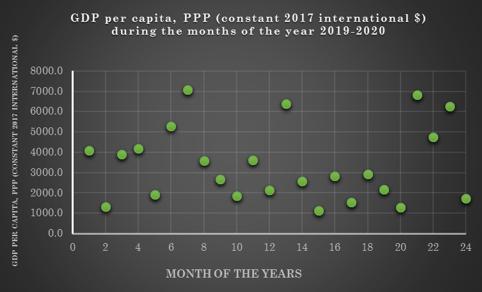 GDP per capita, PPP (constant 2017 international $)
during the months of the year 2019-2020
GDP PER CAPITA, PPP (CONSTANT 2017 INTERNATIONAL $)
8000.0
7000.0
6000.0
5000.0
4000.0
3000.0
2000.0
1000.0
0.0
0 2 4 6 8 10 12 14 16 18 20 22 24
MONTH OF THE YEARS